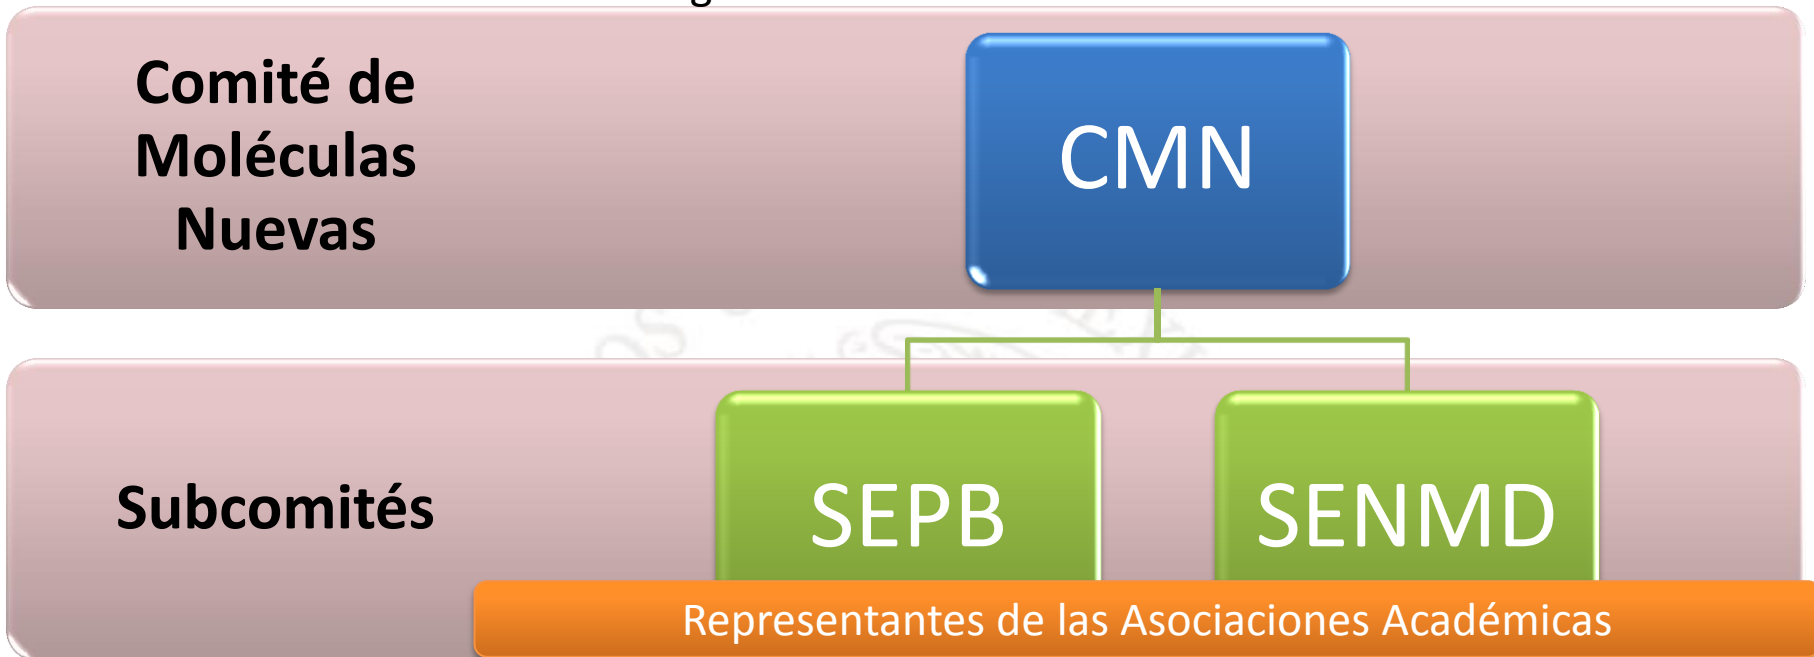 Comité de
Moléculas
Nuevas
CMN
Subcomités
SEPB
SENMD
Representantes de las Asociaciones Académicas